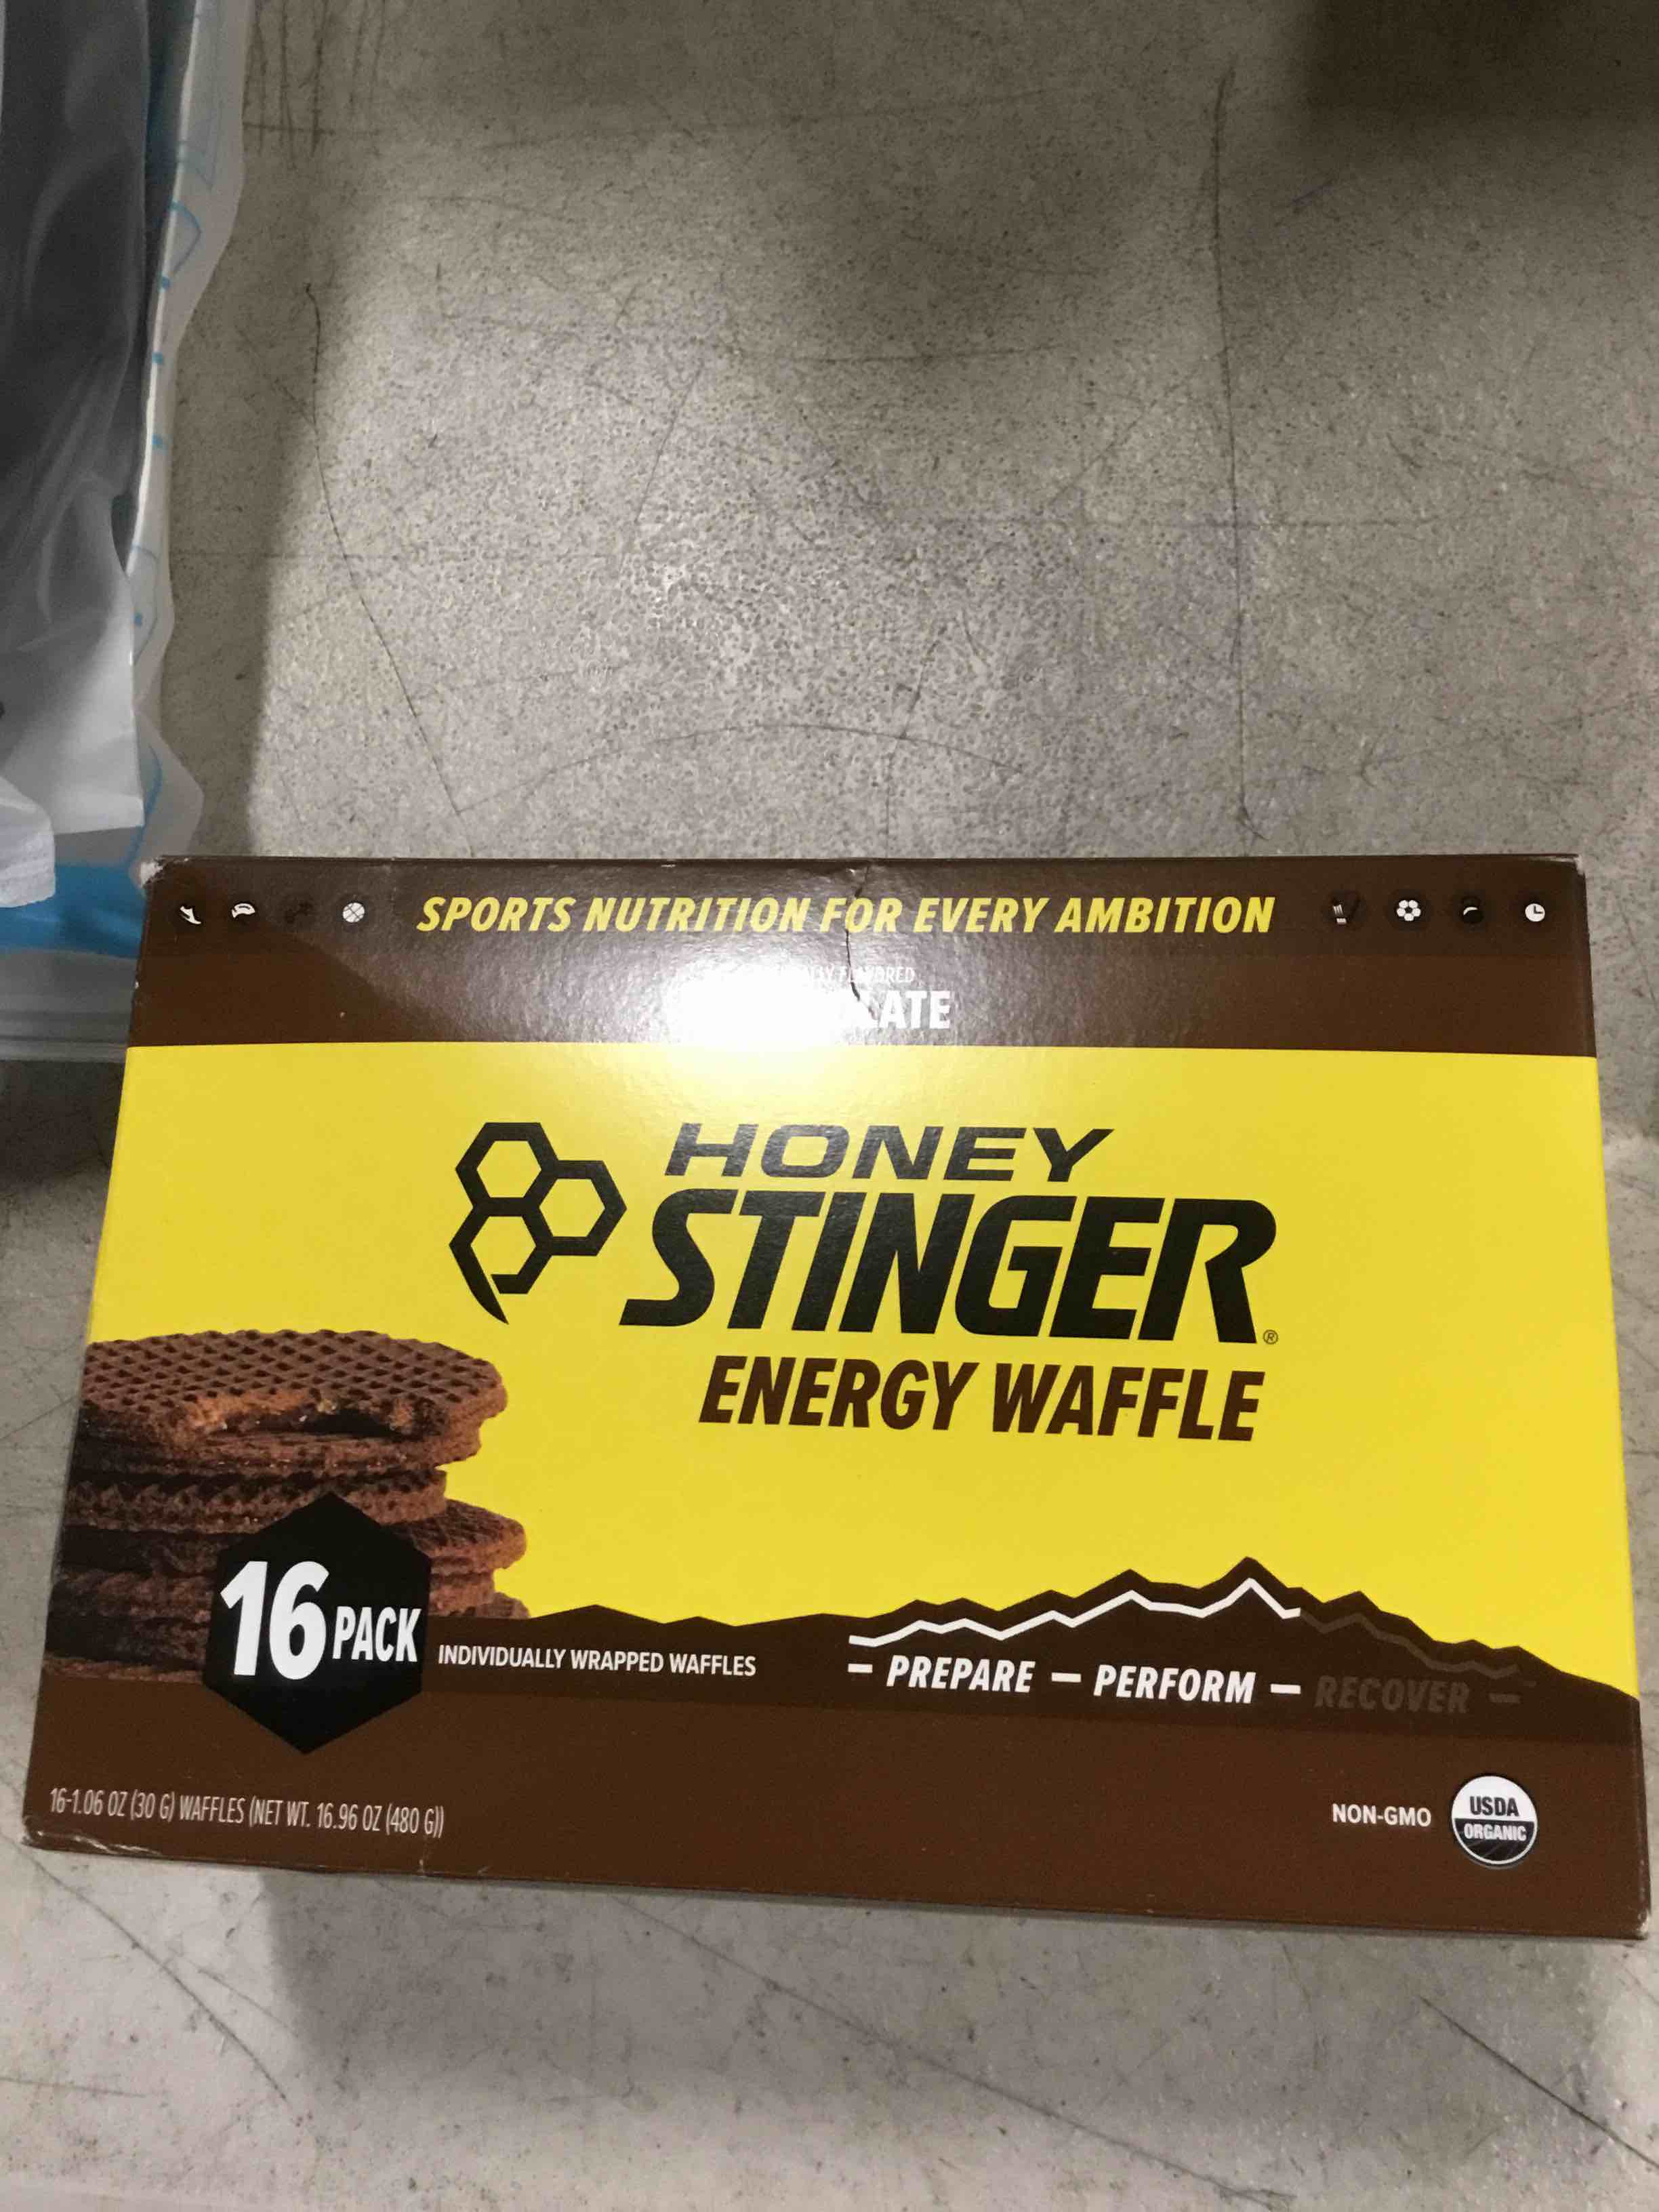 SPORTS NUTRITION FOR EVERY AMBITION
FLAVORED
HONEY
STINGER®
ENERGY WAFFLE
16 PACK
INDIVIDUALLY WRAPPED WAFFLES
– PREPARE – PERFORM – RECOVER –
16-1.06 OZ (30 G) WAFFLES (NET WT. 16.96 OZ (480 G))
NON-GMO
USDA
ORGANIC